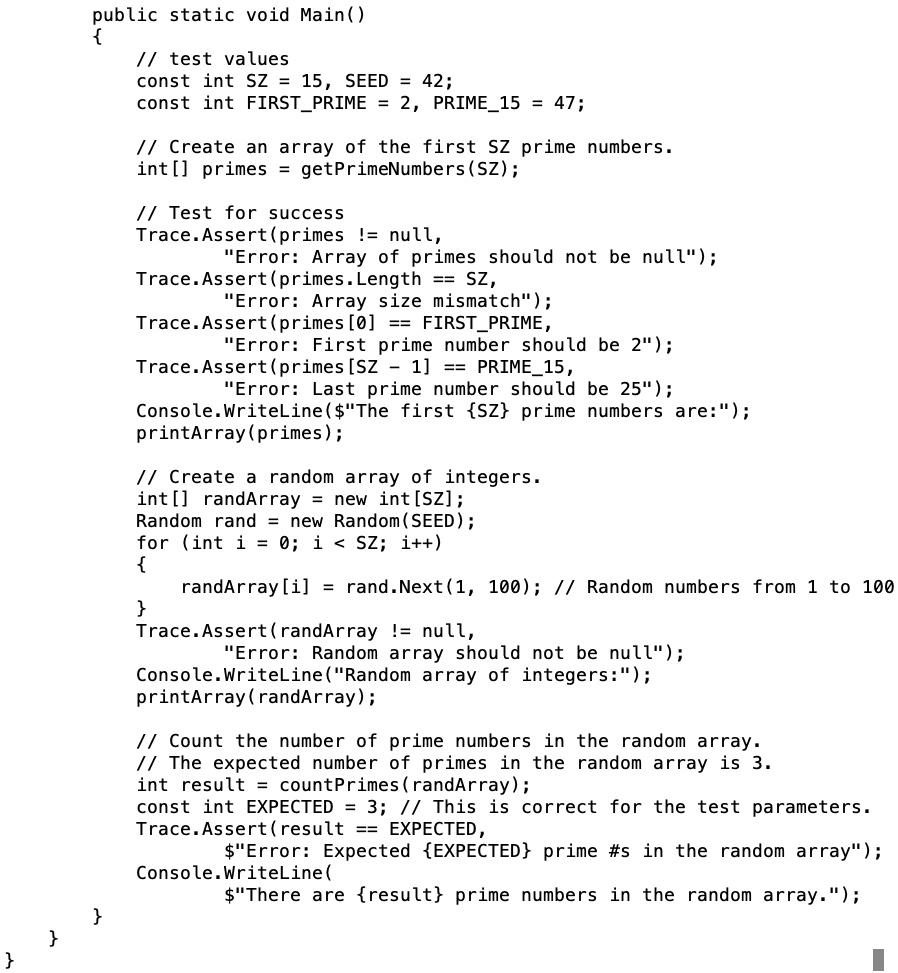 public static void Main()
{
// test values
const int SZ = 15, SEED = 42;
const int FIRST_PRIME = 2, PRIME_15 = 47;
// Create an array of the first SZ prime numbers.
int[] primes = getPrimeNumbers(SZ);
// Test for success
Trace.Assert(primes != null,
"Error: Array of primes should not be null");
Trace.Assert(primes.Length == SZ,
"Error: Array size mismatch");
Trace.Assert(primes[0] == FIRST_PRIME,
"Error: First prime number should be 2");
Trace.Assert(primes[SZ - 1] == PRIME_15,
"Error: Last prime number should be 25");
Console.WriteLine($"The first {SZ} prime numbers are:");
printArray(primes);
// Create a random array of integers.
int[] randArray = new int[SZ];
Random rand = new Random(SEED);
for (int i = 0; i < SZ; i++)
{
randArray[i] = rand.Next(1, 100); // Random numbers from 1 to 100
}
Trace.Assert(randArray != null,
"Error: Random array should not be null");
Console.WriteLine("Random array of integers:");
printArray(randArray);
// Count the number of prime numbers in the random array.
// The expected number of primes in the random array is 3.
int result = countPrimes(randArray);
const int EXPECTED = 3; // This is correct for the test parameters.
Trace.Assert(result == EXPECTED,
$"Error: Expected {EXPECTED} prime #s in the random array");
Console.WriteLine(
$"There are {result} prime numbers in the random array.");
}
}
}